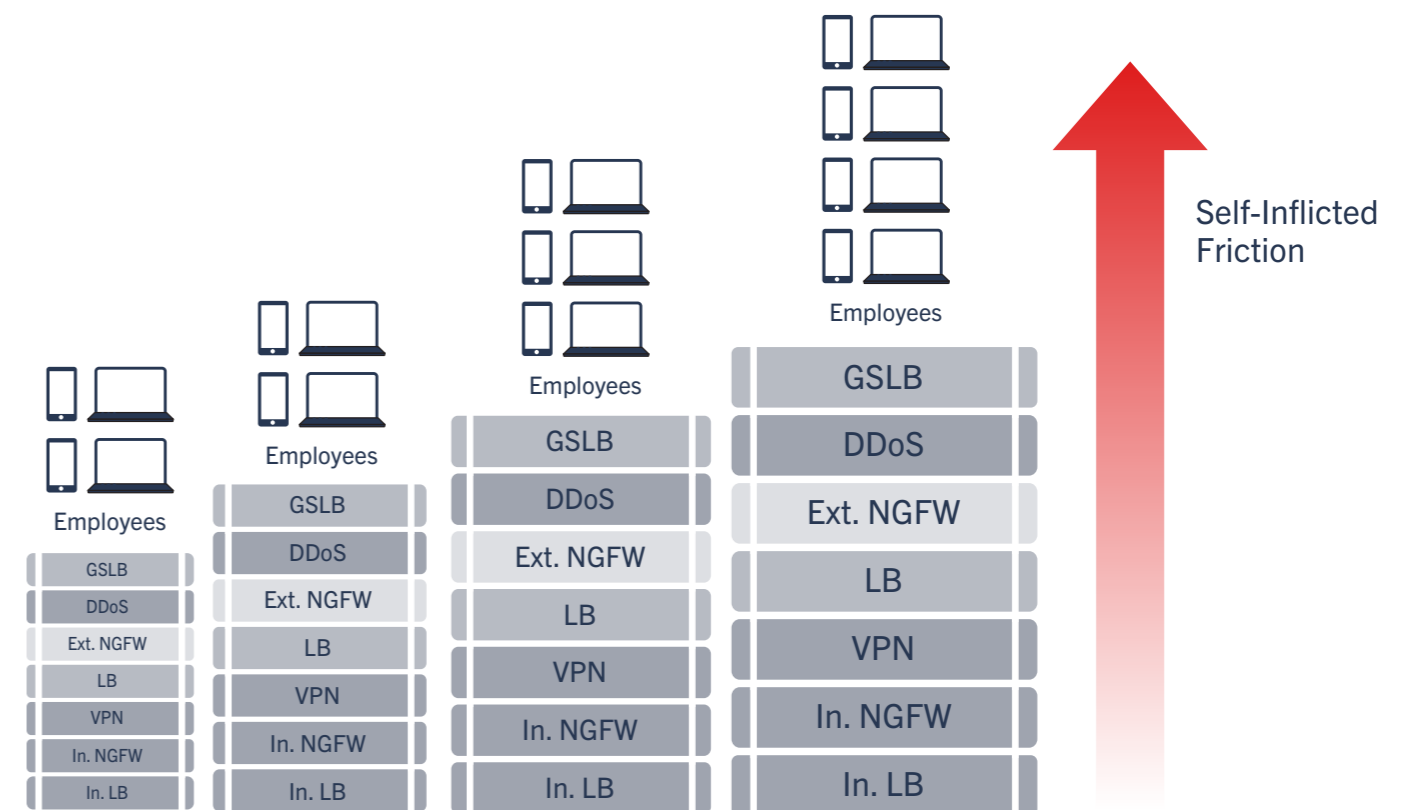 Employees
GSLB
DDoS
Ext. NGFW
LB
VPN
In. NGFW
In. LB
Employees
GSLB
DDoS
Ext. NGFW
LB
VPN
In. NGFW
In. LB
Employees
GSLB
DDoS
Ext. NGFW
LB
VPN
In. NGFW
In. LB
Employees
GSLB
DDoS
Ext. NGFW
LB
VPN
In. NGFW
In. LB
Self-Inflicted
Friction